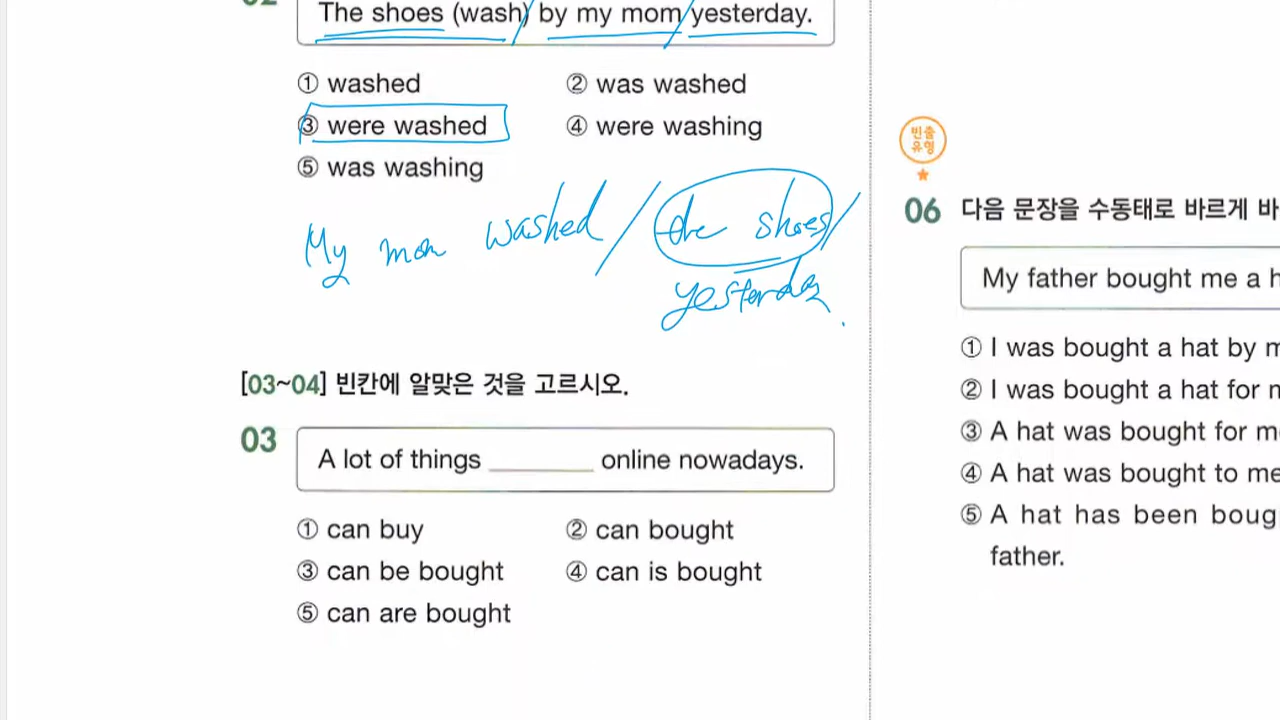 02
The shoes (wash) by my mom yesterday.
① washed
② was washed
③ were washed
④ were washing
⑤ was washing
My mom washed / the shoes /
yesterday.
[03~04] 빈칸에 알맞은 것을 고르시오.
03
A lot of things ________ online nowadays.
① can buy
② can bought
③ can be bought
④ can is bought
⑤ can are bought
빈출
유형
06 다음 문장을 수동태로 바르게 바
My father bought me a h
① I was bought a hat by m
② I was bought a hat for m
③ A hat was bought for me
④ A hat was bought to me
⑤ A hat has been boug
father.